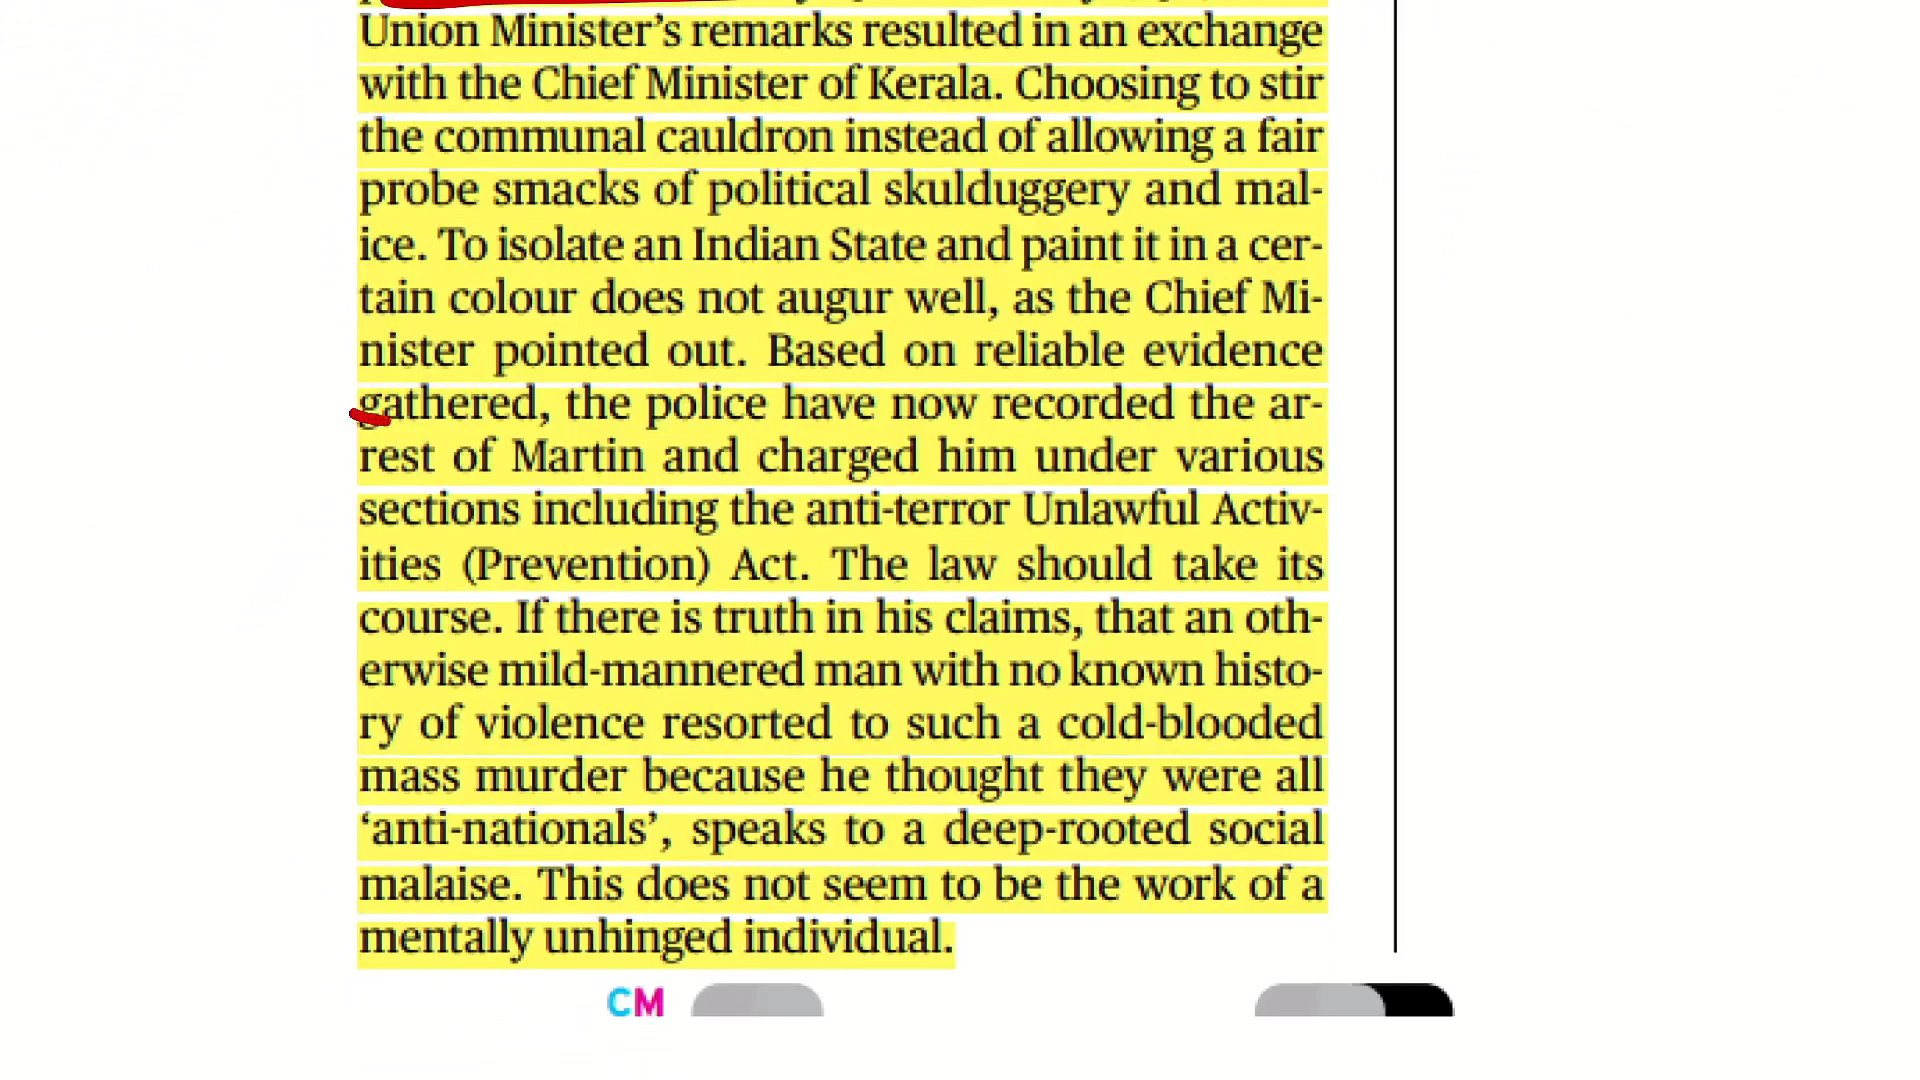 Union Minister’s remarks resulted in an exchange
with the Chief Minister of Kerala. Choosing to stir
the communal cauldron instead of allowing a fair
probe smacks of political skulduggery and mal-
ice. To isolate an Indian State and paint it in a cer-
tain colour does not augur well, as the Chief Mi-
nister pointed out. Based on reliable evidence
gathered, the police have now recorded the ar-
rest of Martin and charged him under various
sections including the anti-terror Unlawful Activ-
ities (Prevention) Act. The law should take its
course. If there is truth in his claims, that an oth-
erwise mild-mannered man with no known histo-
ry of violence resorted to such a cold-blooded
mass murder because he thought they were all
‘anti-nationals’, speaks to a deep-rooted social
malaise. This does not seem to be the work of a
mentally unhinged individual.
CM